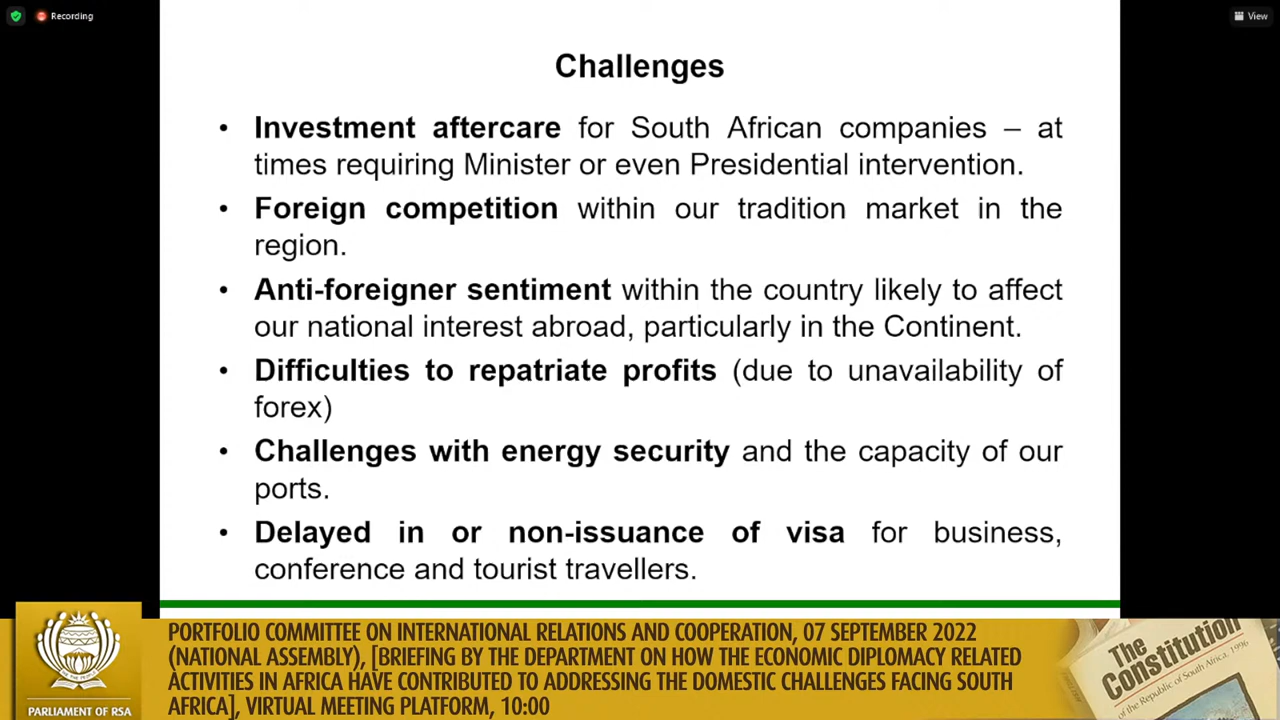 Recording
View
Challenges
• Investment aftercare for South African companies – at
times requiring Minister or even Presidential intervention.
• Foreign competition within our tradition market in the
region.
• Anti-foreigner sentiment within the country likely to affect
our national interest abroad, particularly in the Continent.
• Difficulties to repatriate profits (due to unavailability of
forex)
• Challenges with energy security and the capacity of our
ports.
• Delayed in or non-issuance of visa for business,
conference and tourist travellers.
PORTFOLIO COMMITTEE ON INTERNATIONAL RELATIONS AND COOPERATION, 07 SEPTEMBER 2022
(NATIONAL ASSEMBLY), [BRIEFING BY THE DEPARTMENT ON HOW THE ECONOMIC DIPLOMACY RELATED
ACTIVITIES IN AFRICA HAVE CONTRIBUTED TO ADDRESSING THE DOMESTIC CHALLENGES FACING SOUTH
AFRICA], VIRTUAL MEETING PLATFORM, 10:00
PARLIAMENT OF RSA
The
Constitution
of the Republic of South Africa, 1996